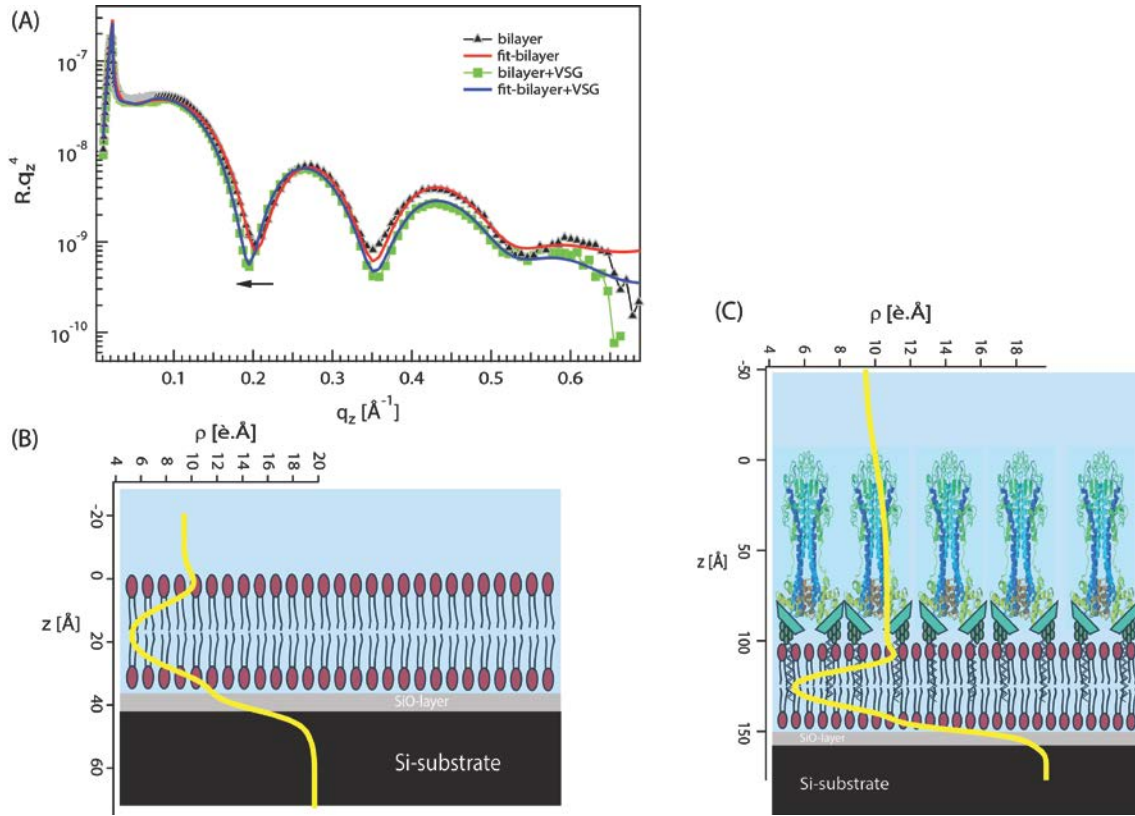 (A)
bilayer
fit-bilayer
bilayer+VSG
fit-bilayer+VSG
R.q_z^4
10^-7
10^-8
10^-9
10^-10
0.1 0.2 0.3 0.4 0.5 0.6
q_z [Å^-1]
(B)
ρ [è.Å]
4 6 8 10 12 14 16 18 20
z [Å]
-20
0
20
40
60
SiO-layer
Si-substrate
(C)
ρ [è.Å]
4 6 8 10 12 14 16 18
z [Å]
-50
0
50
100
150
SiO-layer
Si-substrate